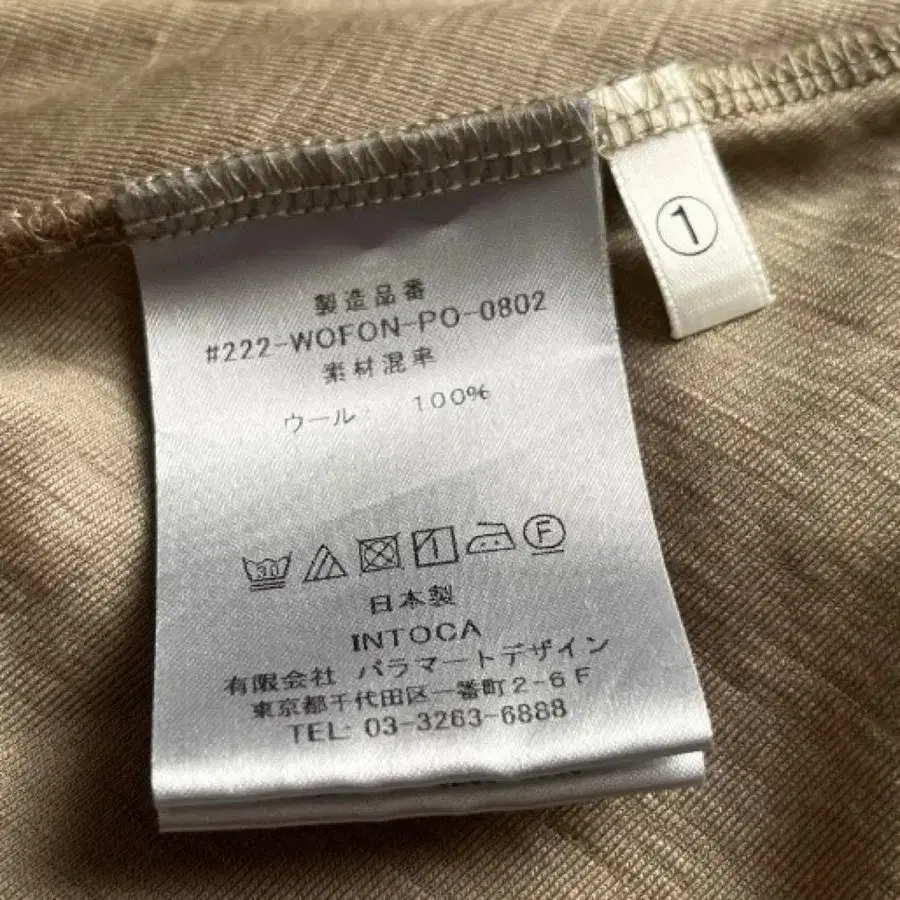 製造品番
#222-WOFON-PO-0802
素材混率
ウール 100%
30
F
日本製
INTOCA
有限会社 パラマートデザイン
東京都千代田区一番町2-6F
TEL: 03-3263-6888
1